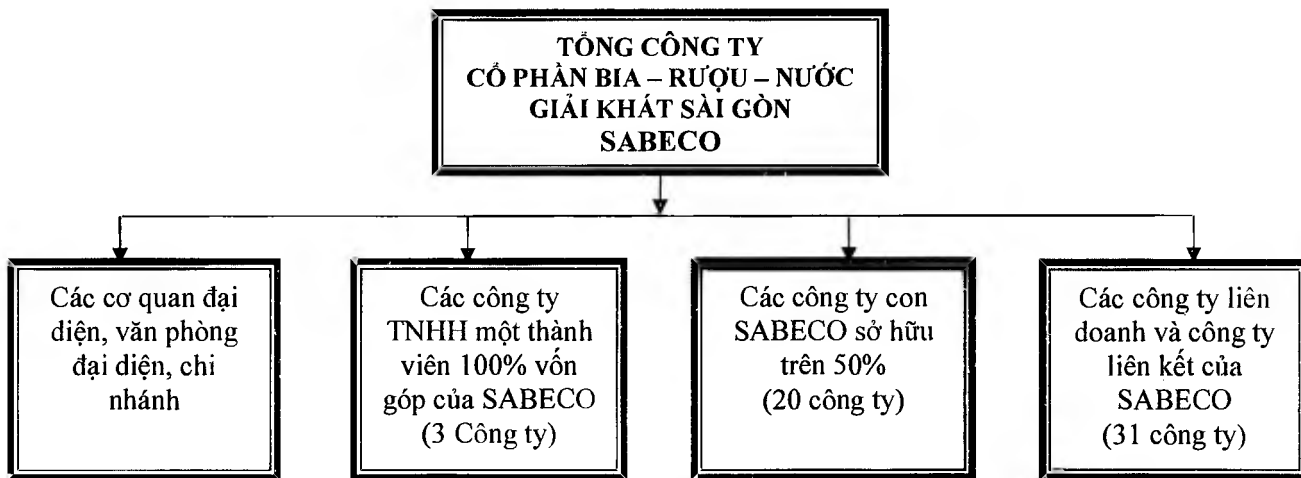 TỔNG CÔNG TY
CỔ PHẦN BIA – RƯỢU – NƯỚC
GIẢI KHÁT SÀI GÒN
SABECO
Các cơ quan đại
diện, văn phòng
đại diện, chi
nhánh
Các công ty
TNHH một thành
viên 100% vốn
góp của SABECO
(3 Công ty)
Các công ty con
SABECO sở hữu
trên 50%
(20 công ty)
Các công ty liên
doanh và công ty
liên kết của
SABECO
(31 công ty)